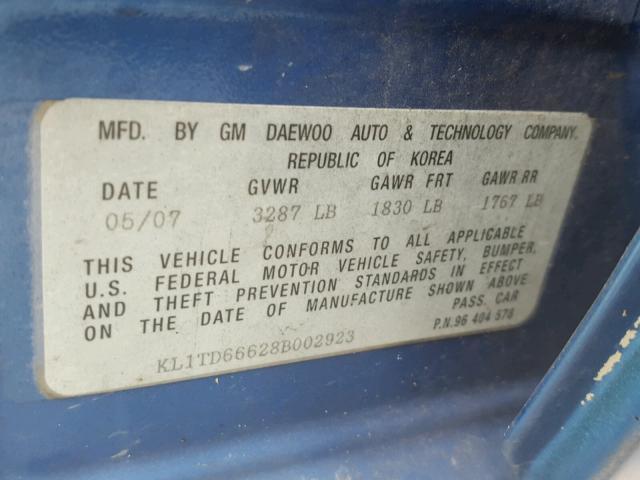 MFD. BY GM DAEWOO AUTO & TECHNOLOGY COMPANY.
REPUBLIC OF KOREA
DATE GVWR GAWR FRT GAWR RR
05/07 3287 LB 1830 LB 1767 LB
THIS VEHICLE CONFORMS TO ALL APPLICABLE
U.S. FEDERAL MOTOR VEHICLE SAFETY, BUMPER,
AND THEFT PREVENTION STANDARDS IN EFFECT
ON THE DATE OF MANUFACTURE SHOWN ABOVE
PASS. CAR
KL1TD66628B002923 P.N.96 404 578